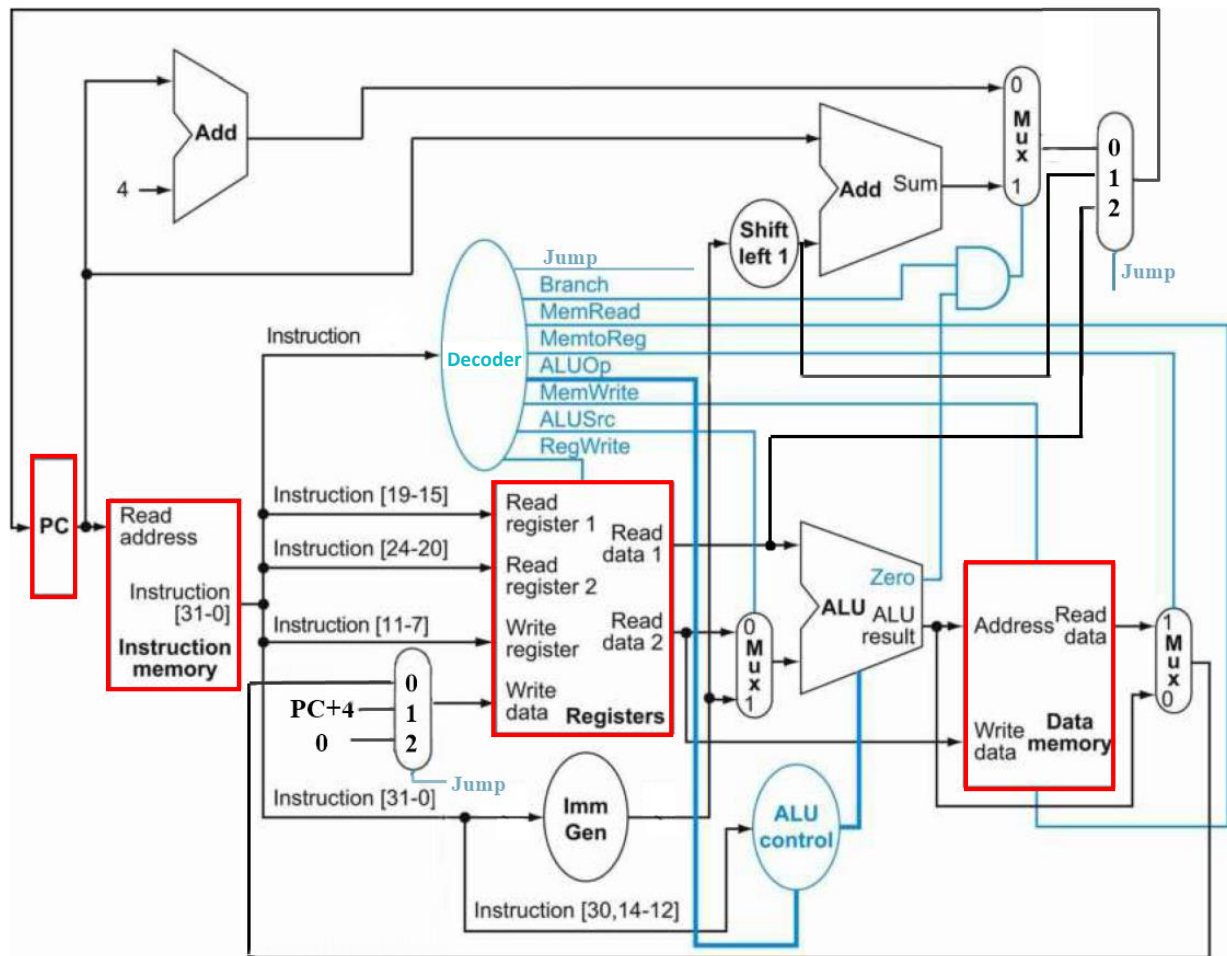 Add
4
0
Mux
1
0
1
2
Jump
Add Sum
Shift
left 1
Jump
Branch
MemRead
MemtoReg
ALUOp
MemWrite
ALUSrc
RegWrite
Decoder
Instruction
PC
Read
address
Instruction
[31-0]
Instruction
memory
Instruction [19-15]
Instruction [24-20]
Instruction [11-7]
Read
register 1
Read
register 2
Write
register
Write
data
Read
data 1
Read
data 2
Registers
0
PC+4
1
0
2
Jump
0
Mux
1
Zero
ALU
ALU
result
Address
Read
data
Write
data
Data
memory
1
Mux
0
Instruction [31-0]
Imm
Gen
ALU
control
Instruction [30,14-12]